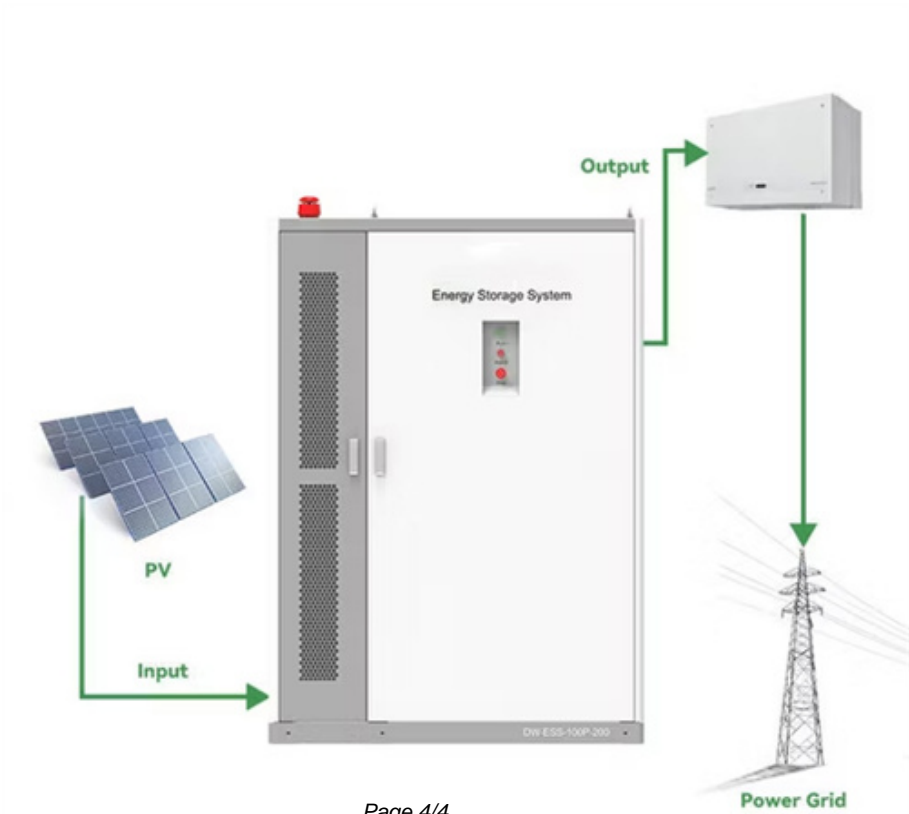 Output
Energy Storage System
PV
Input
DW-ESS-100P-200
Power Grid
Page 4/4